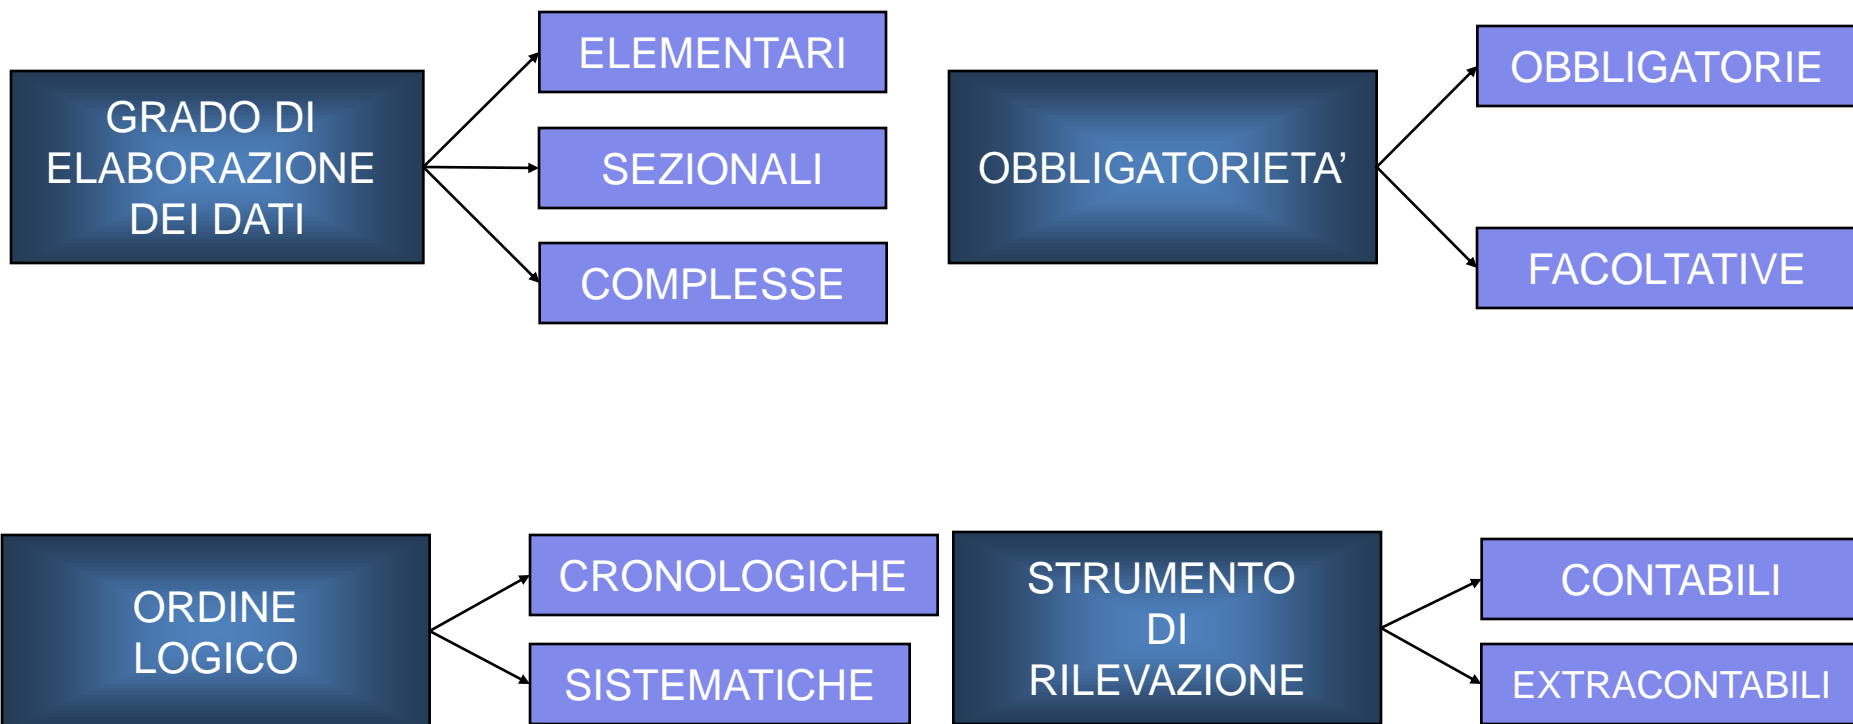 GRADO DI
ELABORAZIONE
DEI DATI
ELEMENTARI
SEZIONALI
COMPLESSE
OBBLIGATORIETA’
OBBLIGATORIE
FACOLTATIVE
ORDINE
LOGICO
CRONOLOGICHE
SISTEMATICHE
STRUMENTO
DI
RILEVAZIONE
CONTABILI
EXTRACONTABILI